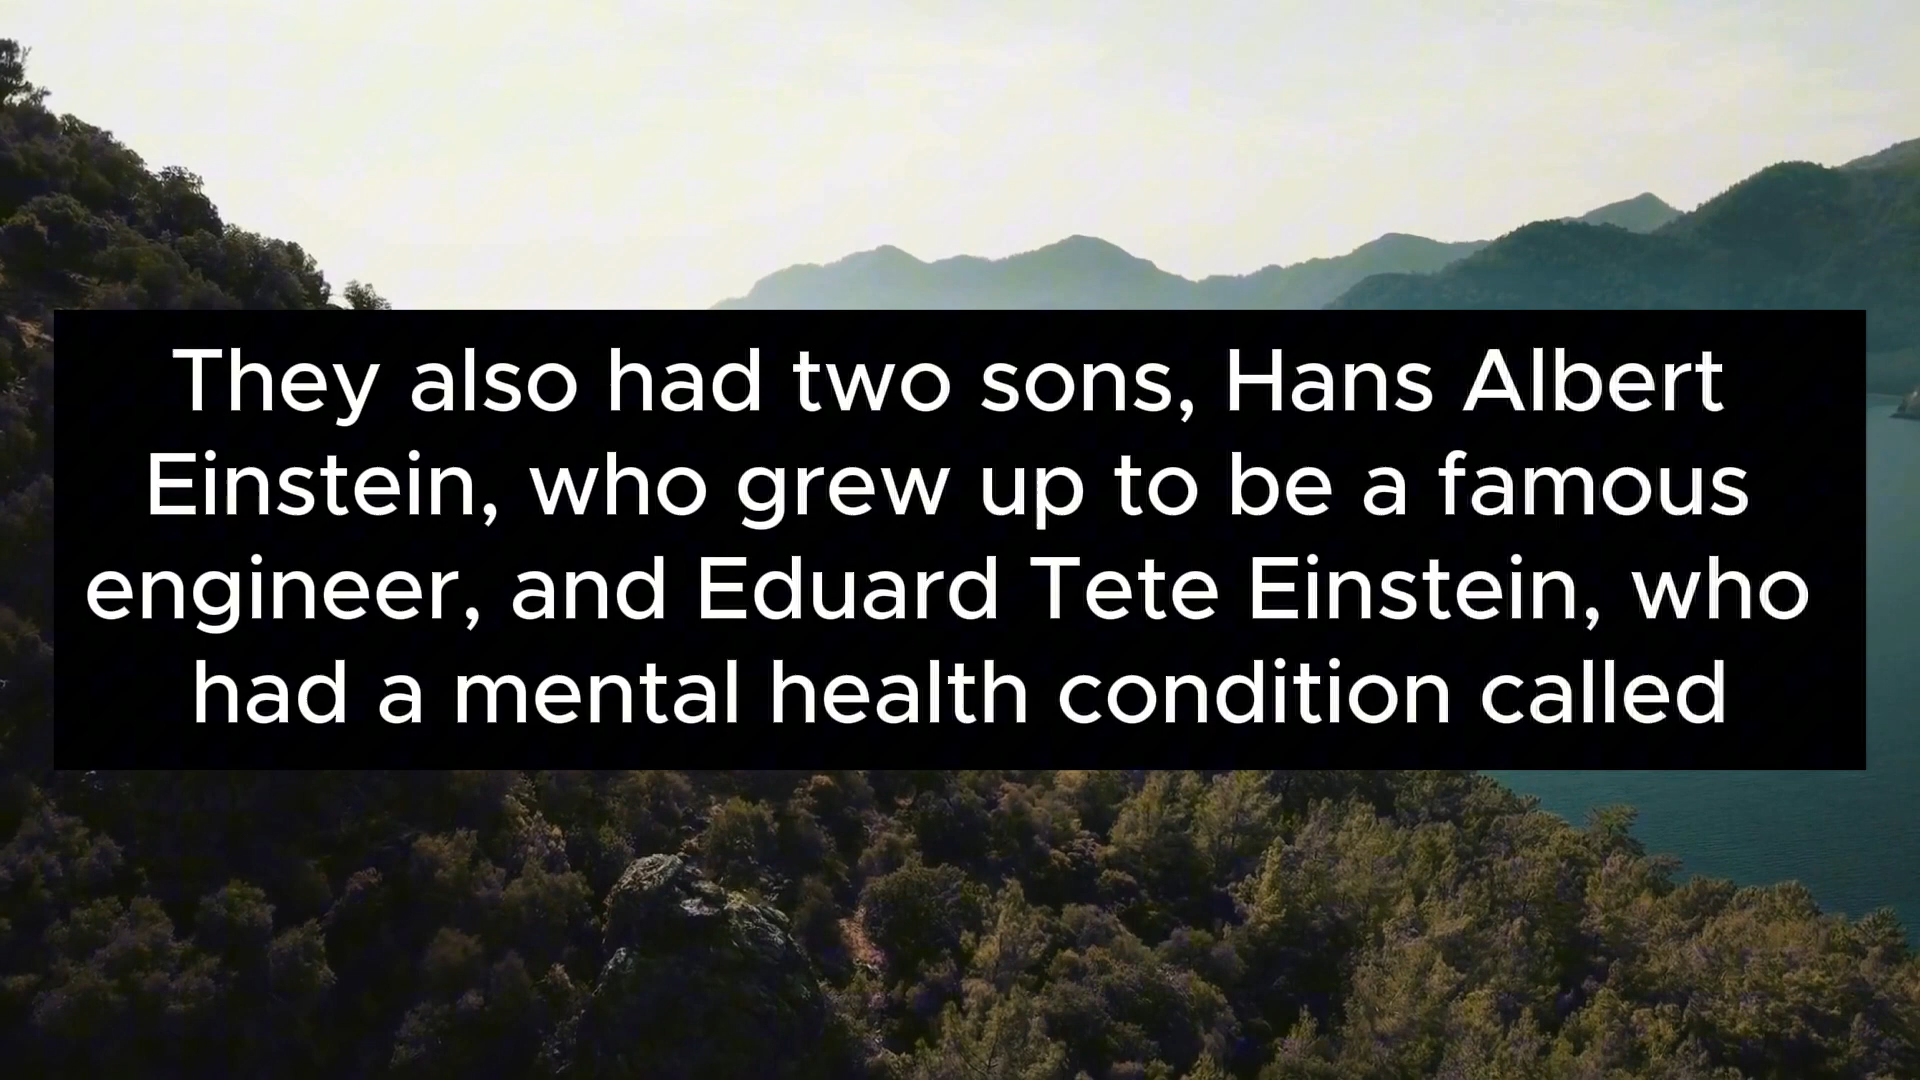 They also had two sons, Hans Albert
Einstein, who grew up to be a famous
engineer, and Eduard Tete Einstein, who
had a mental health condition called